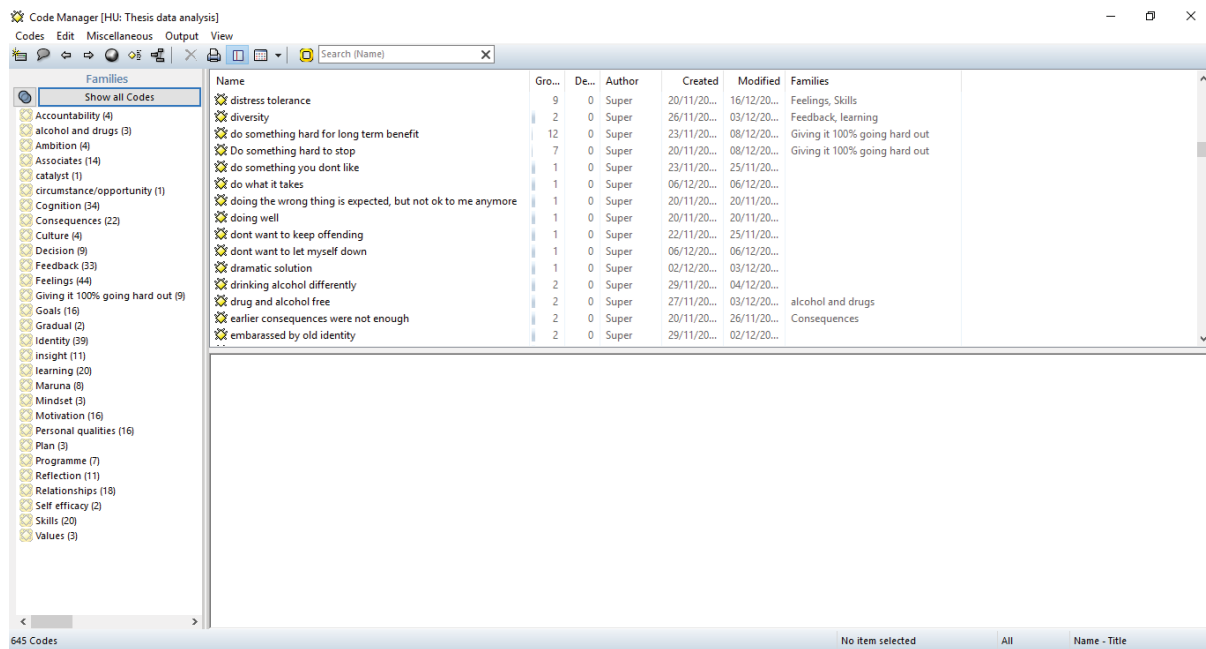 Code Manager [HU: Thesis data analysis]
Codes Edit Miscellaneous Output View
Search (Name)
Families
Show all Codes
Accountability (4)
alcohol and drugs (3)
Ambition (4)
Associates (14)
catalyst (1)
circumstance/opportunity (1)
Cognition (34)
Consequences (22)
Culture (4)
Decision (9)
Feedback (33)
Feelings (44)
Giving it 100% going hard out (9)
Goals (16)
Gradual (2)
Identity (39)
insight (11)
learning (20)
Maruna (8)
Mindset (3)
Motivation (16)
Personal qualities (16)
Plan (3)
Programme (7)
Reflection (11)
Relationships (18)
Self efficacy (2)
Skills (20)
Values (3)
Name Gro... De... Author Created Modified Families
distress tolerance 9 0 Super 20/11/20... 16/12/20... Feelings, Skills
diversity 2 0 Super 26/11/20... 03/12/20... Feedback, learning
do something hard for long term benefit 12 0 Super 23/11/20... 08/12/20... Giving it 100% going hard out
Do something hard to stop 7 0 Super 20/11/20... 08/12/20... Giving it 100% going hard out
do something you dont like 1 0 Super 23/11/20... 25/11/20...
do what it takes 1 0 Super 06/12/20... 06/12/20...
doing the wrong thing is expected, but not ok to me anymore 1 0 Super 20/11/20... 20/11/20...
doing well 1 0 Super 20/11/20... 20/11/20...
dont want to keep offending 1 0 Super 22/11/20... 25/11/20...
dont want to let myself down 1 0 Super 06/12/20... 06/12/20...
dramatic solution 1 0 Super 02/12/20... 03/12/20...
drinking alcohol differently 2 0 Super 29/11/20... 04/12/20...
drug and alcohol free 2 0 Super 27/11/20... 03/12/20... alcohol and drugs
earlier consequences were not enough 2 0 Super 20/11/20... 26/11/20... Consequences
embarassed by old identity 2 0 Super 29/11/20... 02/12/20...
645 Codes No item selected All Name - Title